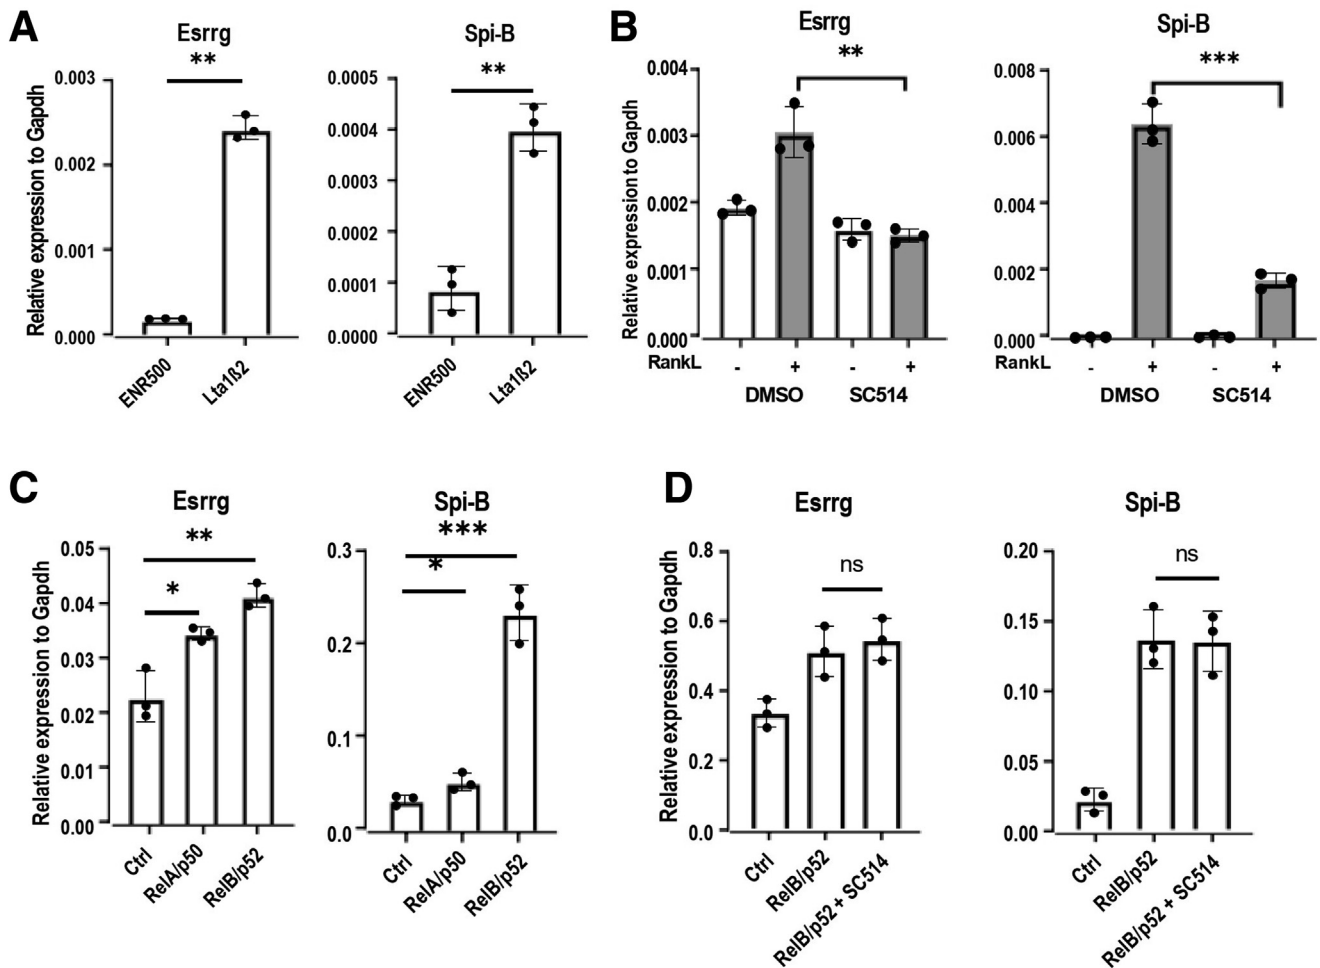 A
Esrrg
**
Relative expression to Gapdh
0.003
0.002
0.001
0.000
ENR500
Lta1ß2
Spi-B
**
0.0005
0.0004
0.0003
0.0002
0.0001
0.0000
ENR500
Lta1ß2
B
Esrrg
**
Relative expression to Gapdh
0.004
0.003
0.002
0.001
0.000
RankL - + - +
DMSO SC514
Spi-B
***
0.008
0.006
0.004
0.002
0.000
RankL - + - +
DMSO SC514
C
Esrrg
**
*
Relative expression to Gapdh
0.05
0.04
0.03
0.02
0.01
0.00
Ctrl
RelA/p50
RelB/p52
Spi-B
***
*
0.3
0.2
0.1
0.0
Ctrl
RelA/p50
RelB/p52
D
Esrrg
ns
Relative expression to Gapdh
0.8
0.6
0.4
0.2
0.0
Ctrl
RelB/p52
RelB/p52 + SC514
Spi-B
ns
0.20
0.15
0.10
0.05
0.00
Ctrl
RelB/p52
RelB/p52 + SC514